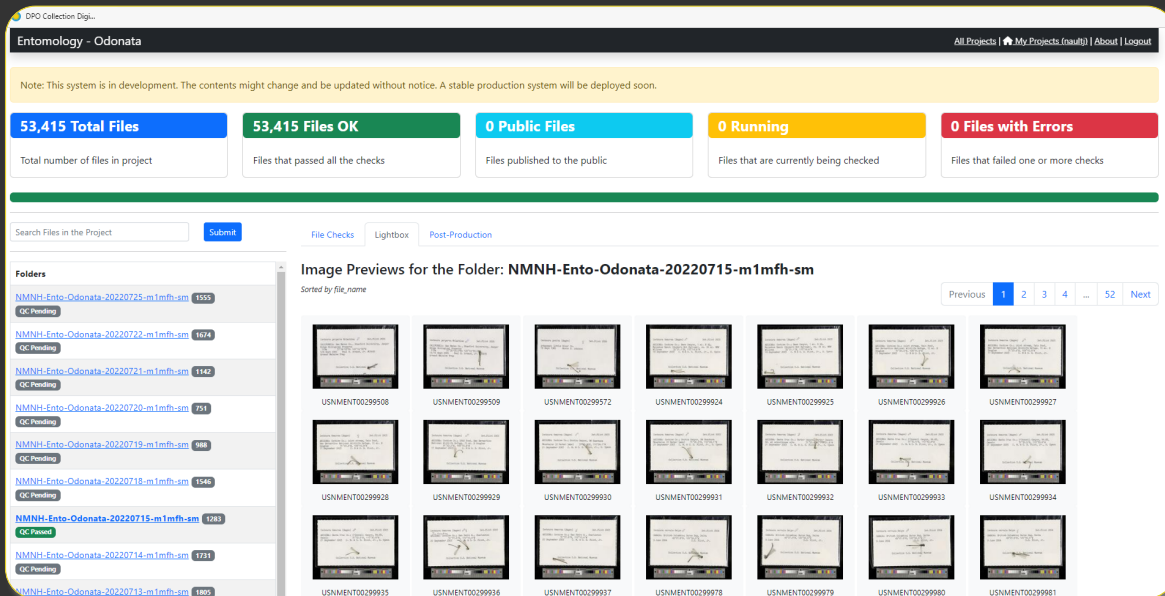 DPO Collection Digi...
Entomology - Odonata
All Projects | My Projects (naultj) | About | Logout
Note: This system is in development. The contents might change and be updated without notice. A stable production system will be deployed soon.
53,415 Total Files
Total number of files in project
53,415 Files OK
Files that passed all the checks
0 Public Files
Files published to the public
0 Running
Files that are currently being checked
0 Files with Errors
Files that failed one or more checks
Search Files in the Project
Submit
Folders
NMNH-Ento-Odonata-20220725-m1mfh-sm 1555
QC Pending
NMNH-Ento-Odonata-20220722-m1mfh-sm 1674
QC Pending
NMNH-Ento-Odonata-20220721-m1mfh-sm 1142
QC Pending
NMNH-Ento-Odonata-20220720-m1mfh-sm 751
QC Pending
NMNH-Ento-Odonata-20220719-m1mfh-sm 988
QC Pending
NMNH-Ento-Odonata-20220718-m1mfh-sm 1546
QC Pending
NMNH-Ento-Odonata-20220715-m1mfh-sm 1283
QC Passed
NMNH-Ento-Odonata-20220714-m1mfh-sm 1731
QC Pending
NMNH-Ento-Odonata-20220713-m1mfh-sm 1805
File Checks
Lightbox
Post-Production
Image Previews for the Folder: NMNH-Ento-Odonata-20220715-m1mfh-sm
Sorted by file_name
Previous 1 2 3 4 ... 52 Next
USNMENT00299508 USNMENT00299509 USNMENT00299572 USNMENT00299924 USNMENT00299925 USNMENT00299926 USNMENT00299927
USNMENT00299928 USNMENT00299929 USNMENT00299930 USNMENT00299931 USNMENT00299932 USNMENT00299933 USNMENT00299934
USNMENT00299935 USNMENT00299936 USNMENT00299937 USNMENT00299978 USNMENT00299979 USNMENT00299980 USNMENT00299981